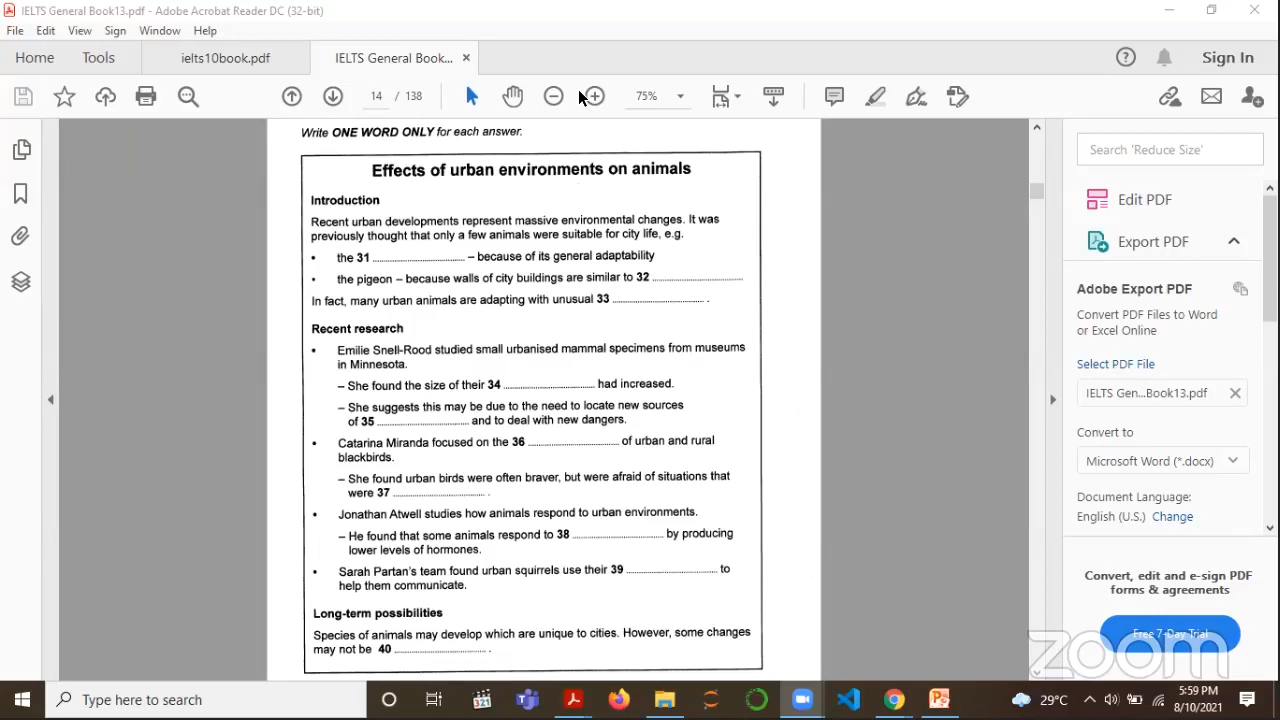 IELTS General Book13.pdf - Adobe Acrobat Reader DC (32-bit)
File Edit View Sign Window Help
Home Tools ielts10book.pdf IELTS General Book... × Sign In
14 / 138 75%
Write ONE WORD ONLY for each answer.
Effects of urban environments on animals
Introduction
Recent urban developments represent massive environmental changes. It was
previously thought that only a few animals were suitable for city life, e.g.
• the 31 .............................. – because of its general adaptability
• the pigeon – because walls of city buildings are similar to 32 ..............................
In fact, many urban animals are adapting with unusual 33 .............................. .
Recent research
• Emilie Snell-Rood studied small urbanised mammal specimens from museums
in Minnesota.
– She found the size of their 34 .............................. had increased.
– She suggests this may be due to the need to locate new sources
of 35 .............................. and to deal with new dangers.
• Catarina Miranda focused on the 36 .............................. of urban and rural
blackbirds.
– She found urban birds were often braver, but were afraid of situations that
were 37 .............................. .
• Jonathan Atwell studies how animals respond to urban environments.
– He found that some animals respond to 38 .............................. by producing
lower levels of hormones.
• Sarah Partan's team found urban squirrels use their 39 .............................. to
help them communicate.
Long-term possibilities
Species of animals may develop which are unique to cities. However, some changes
may not be 40 .............................. .
Search 'Reduce Size'
Edit PDF
Export PDF
Adobe Export PDF
Convert PDF Files to Word
or Excel Online
Select PDF File
IELTS Gen...Book13.pdf
Convert to
Microsoft Word (*.docx)
Document Language:
English (U.S.) Change
Convert, edit and e-sign PDF
forms & agreements
Free 7-Day Trial
zoom
Type here to search
321
29°C
5:59 PM
8/10/2021